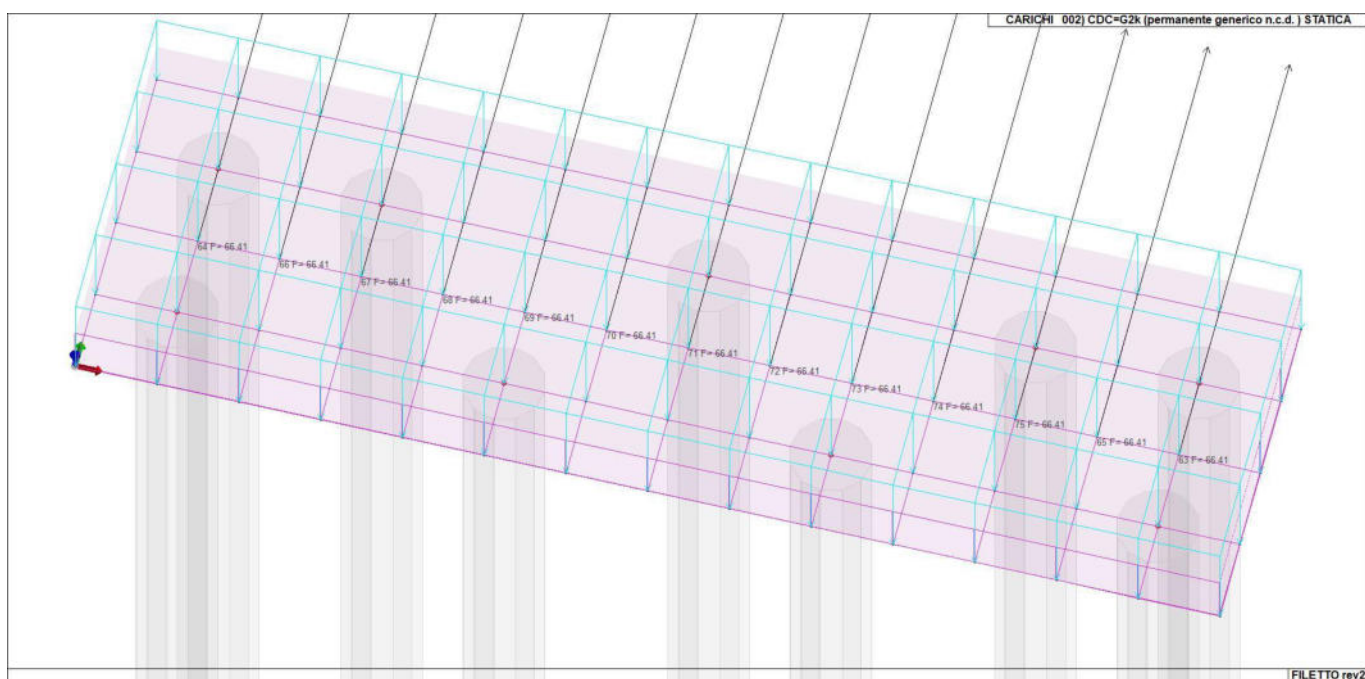 CARICHI 002) CDC=G2k (permanente generico n.c.d. ) STATICA
64 F= 66.41
66 F= 66.41
67 F= 66.41
68 F= 66.41
69 F= 66.41
70 F= 66.41
71 F= 66.41
72 F= 66.41
73 F= 66.41
74 F= 66.41
75 F= 66.41
65 F= 66.41
63 F= 66.41
FILETTO rev2